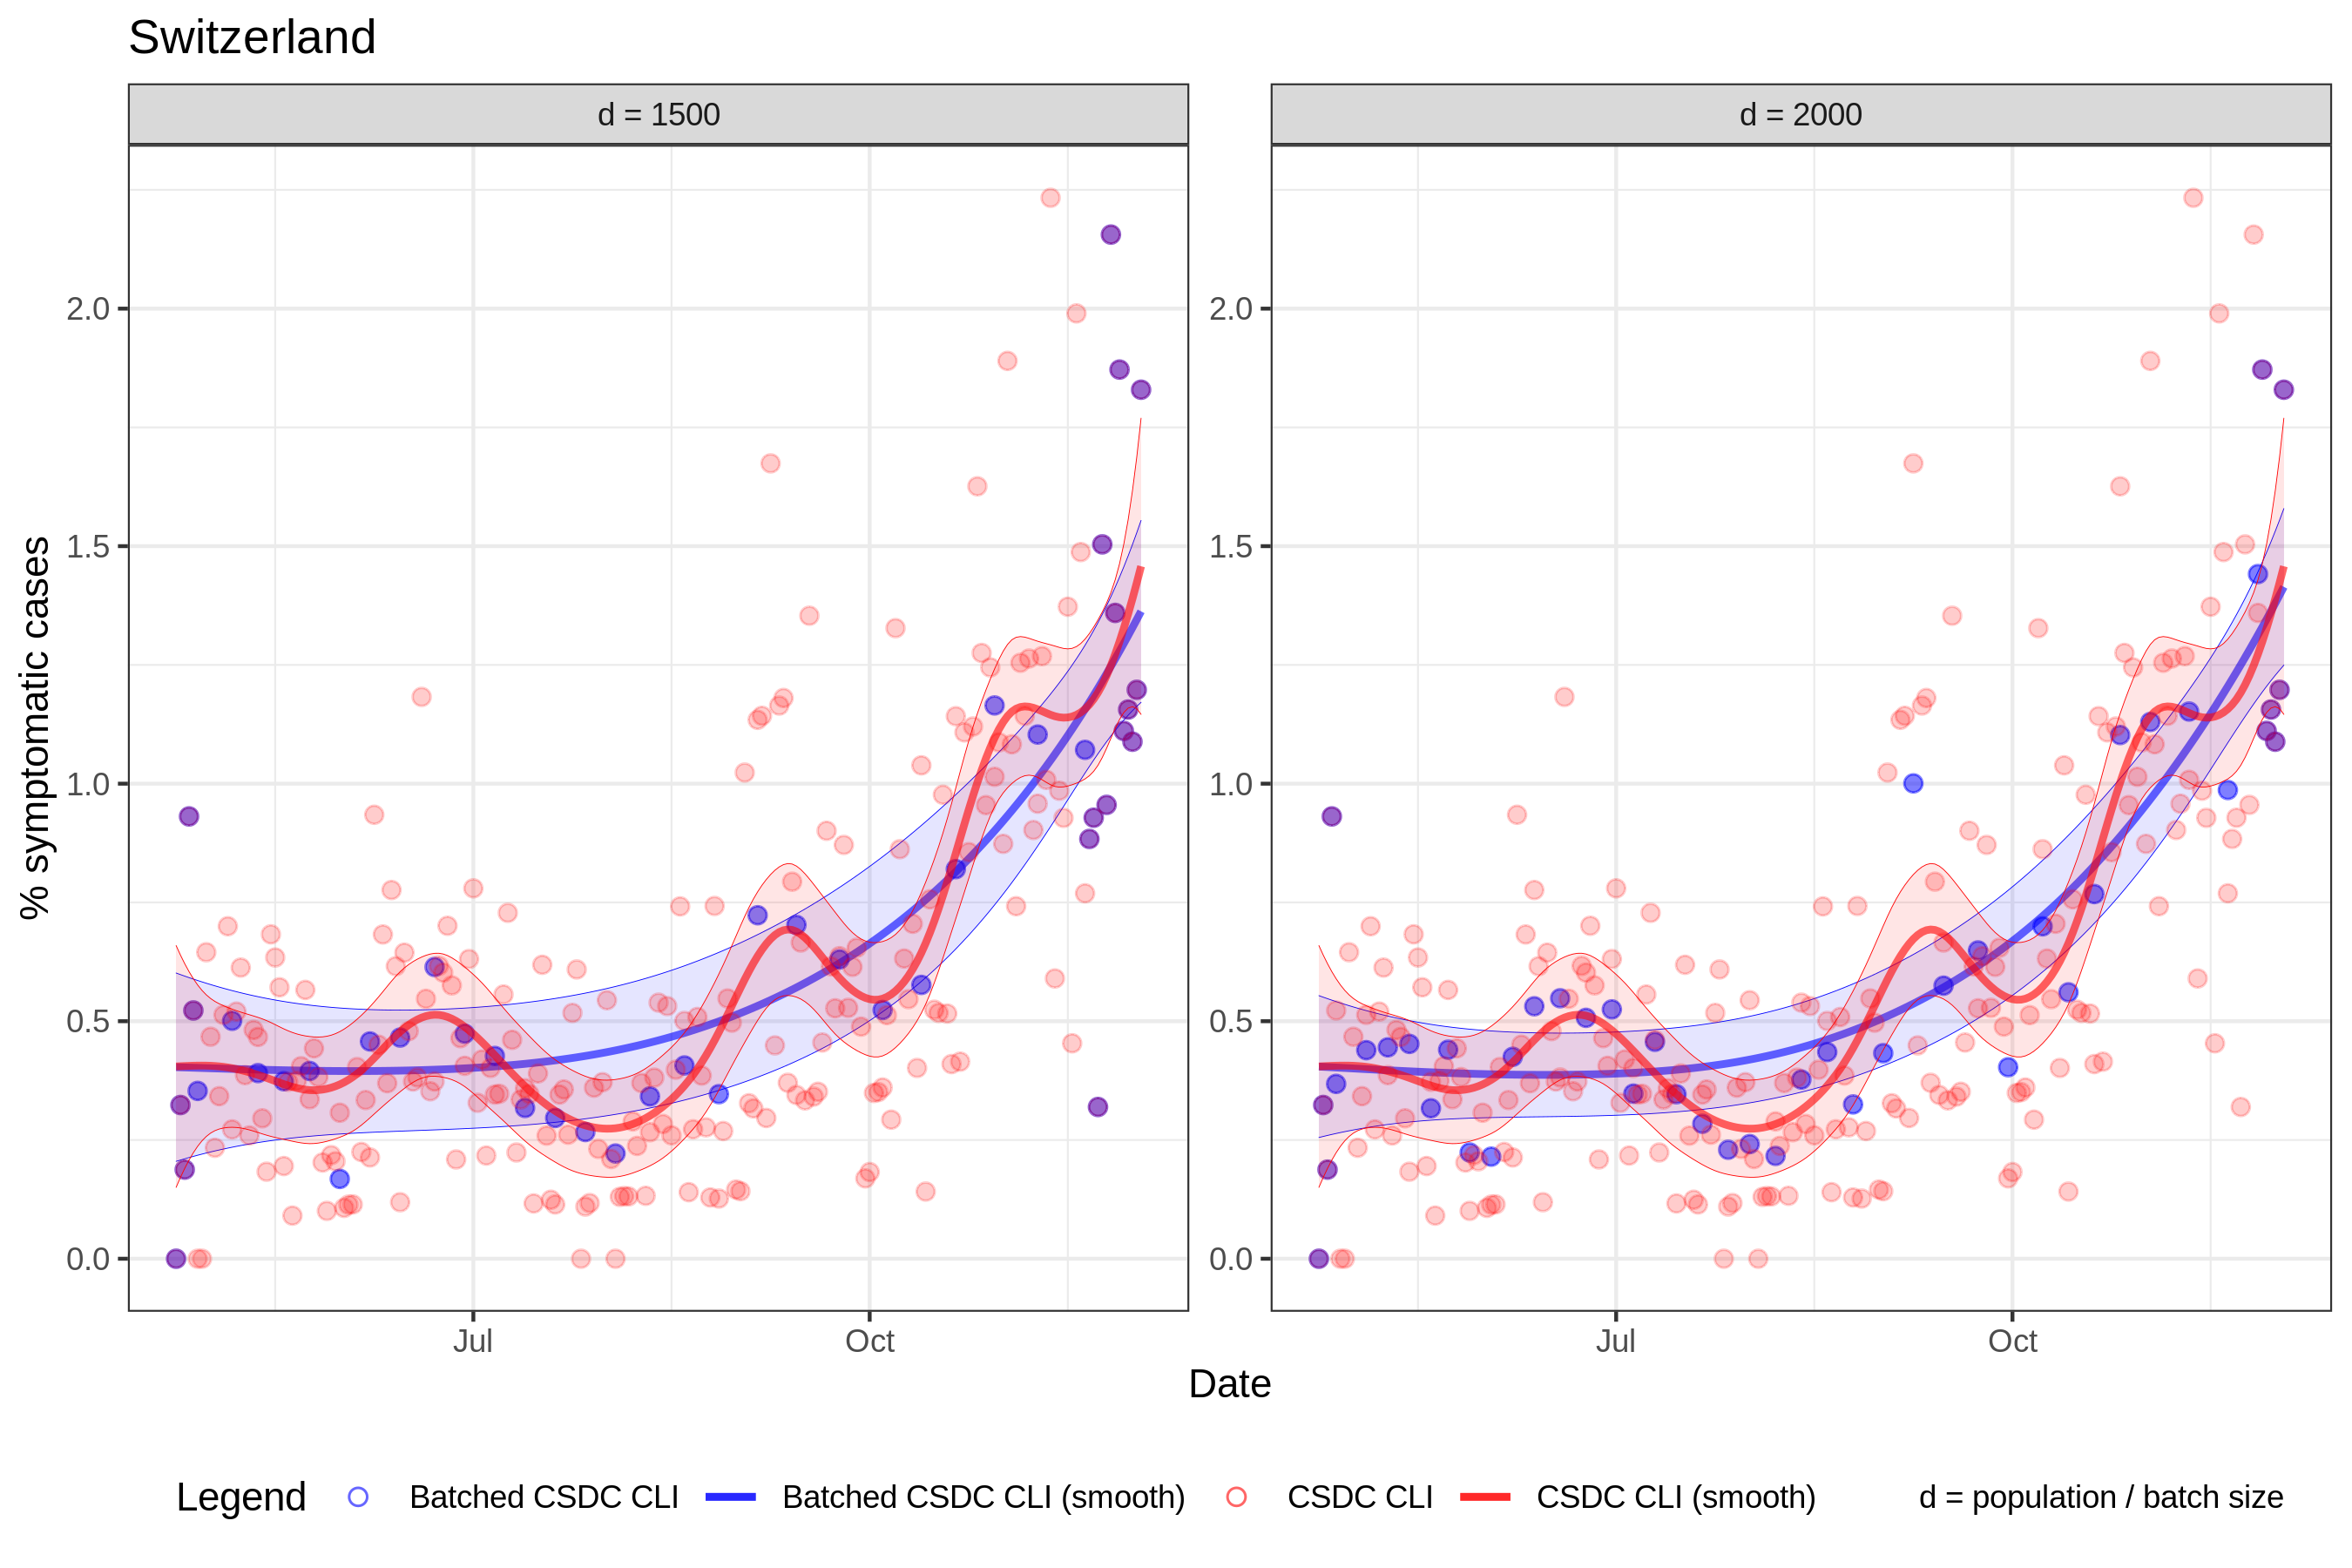 Switzerland
d = 1500
d = 2000
% symptomatic cases
2.0
1.5
1.0
0.5
0.0
2.0
1.5
1.0
0.5
0.0
Jul
Oct
Jul
Oct
Date
Legend
Batched CSDC CLI
Batched CSDC CLI (smooth)
CSDC CLI
CSDC CLI (smooth)
d = population / batch size